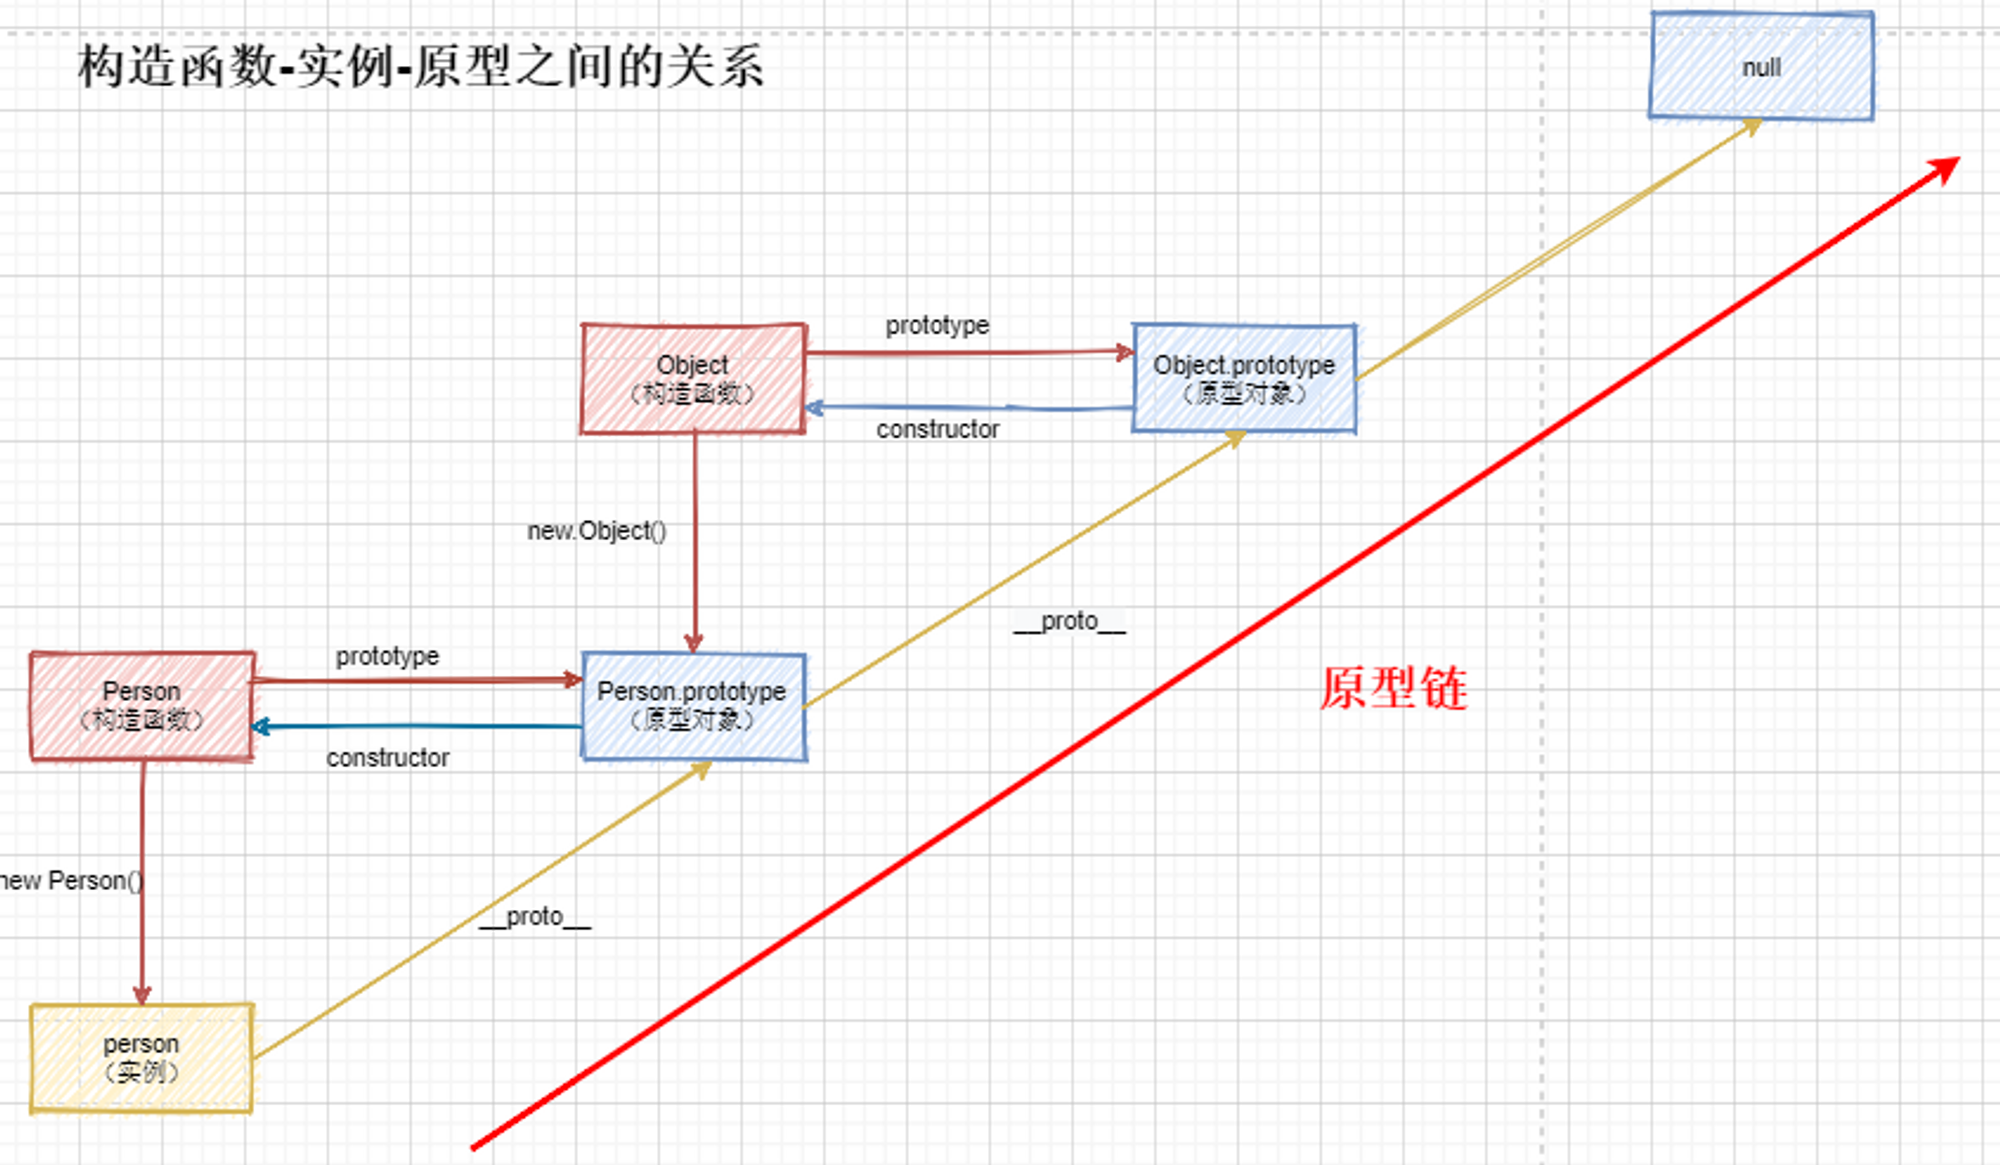 构造函数-实例-原型之间的关系
null
prototype
Object
（构造函数）
Object.prototype
（原型对象）
constructor
new.Object()
__proto__
prototype
Person
（构造函数）
Person.prototype
（原型对象）
原型链
constructor
new Person()
__proto__
person
（实例）